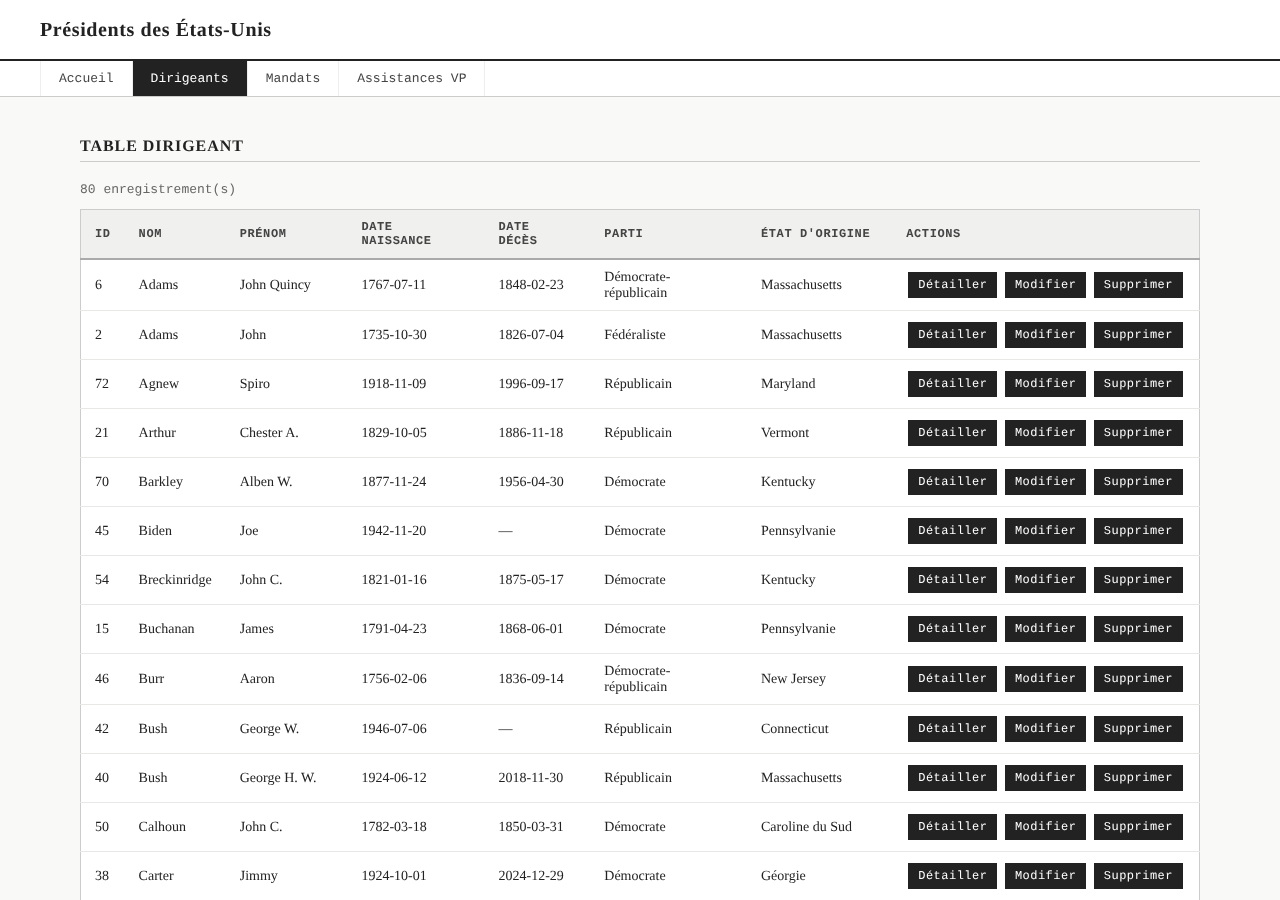 Présidents des États-Unis
Accueil Dirigeants Mandats Assistances VP
TABLE DIRIGEANT
80 enregistrement(s)
ID NOM PRÉNOM DATE NAISSANCE DATE DÉCÈS PARTI ÉTAT D'ORIGINE ACTIONS
6 Adams John Quincy 1767-07-11 1848-02-23 Démocrate-républicain Massachusetts Détailler Modifier Supprimer
2 Adams John 1735-10-30 1826-07-04 Fédéraliste Massachusetts Détailler Modifier Supprimer
72 Agnew Spiro 1918-11-09 1996-09-17 Républicain Maryland Détailler Modifier Supprimer
21 Arthur Chester A. 1829-10-05 1886-11-18 Républicain Vermont Détailler Modifier Supprimer
70 Barkley Alben W. 1877-11-24 1956-04-30 Démocrate Kentucky Détailler Modifier Supprimer
45 Biden Joe 1942-11-20 — Démocrate Pennsylvanie Détailler Modifier Supprimer
54 Breckinridge John C. 1821-01-16 1875-05-17 Démocrate Kentucky Détailler Modifier Supprimer
15 Buchanan James 1791-04-23 1868-06-01 Démocrate Pennsylvanie Détailler Modifier Supprimer
46 Burr Aaron 1756-02-06 1836-09-14 Démocrate-républicain New Jersey Détailler Modifier Supprimer
42 Bush George W. 1946-07-06 — Républicain Connecticut Détailler Modifier Supprimer
40 Bush George H. W. 1924-06-12 2018-11-30 Républicain Massachusetts Détailler Modifier Supprimer
50 Calhoun John C. 1782-03-18 1850-03-31 Démocrate Caroline du Sud Détailler Modifier Supprimer
38 Carter Jimmy 1924-10-01 2024-12-29 Démocrate Géorgie Détailler Modifier Supprimer